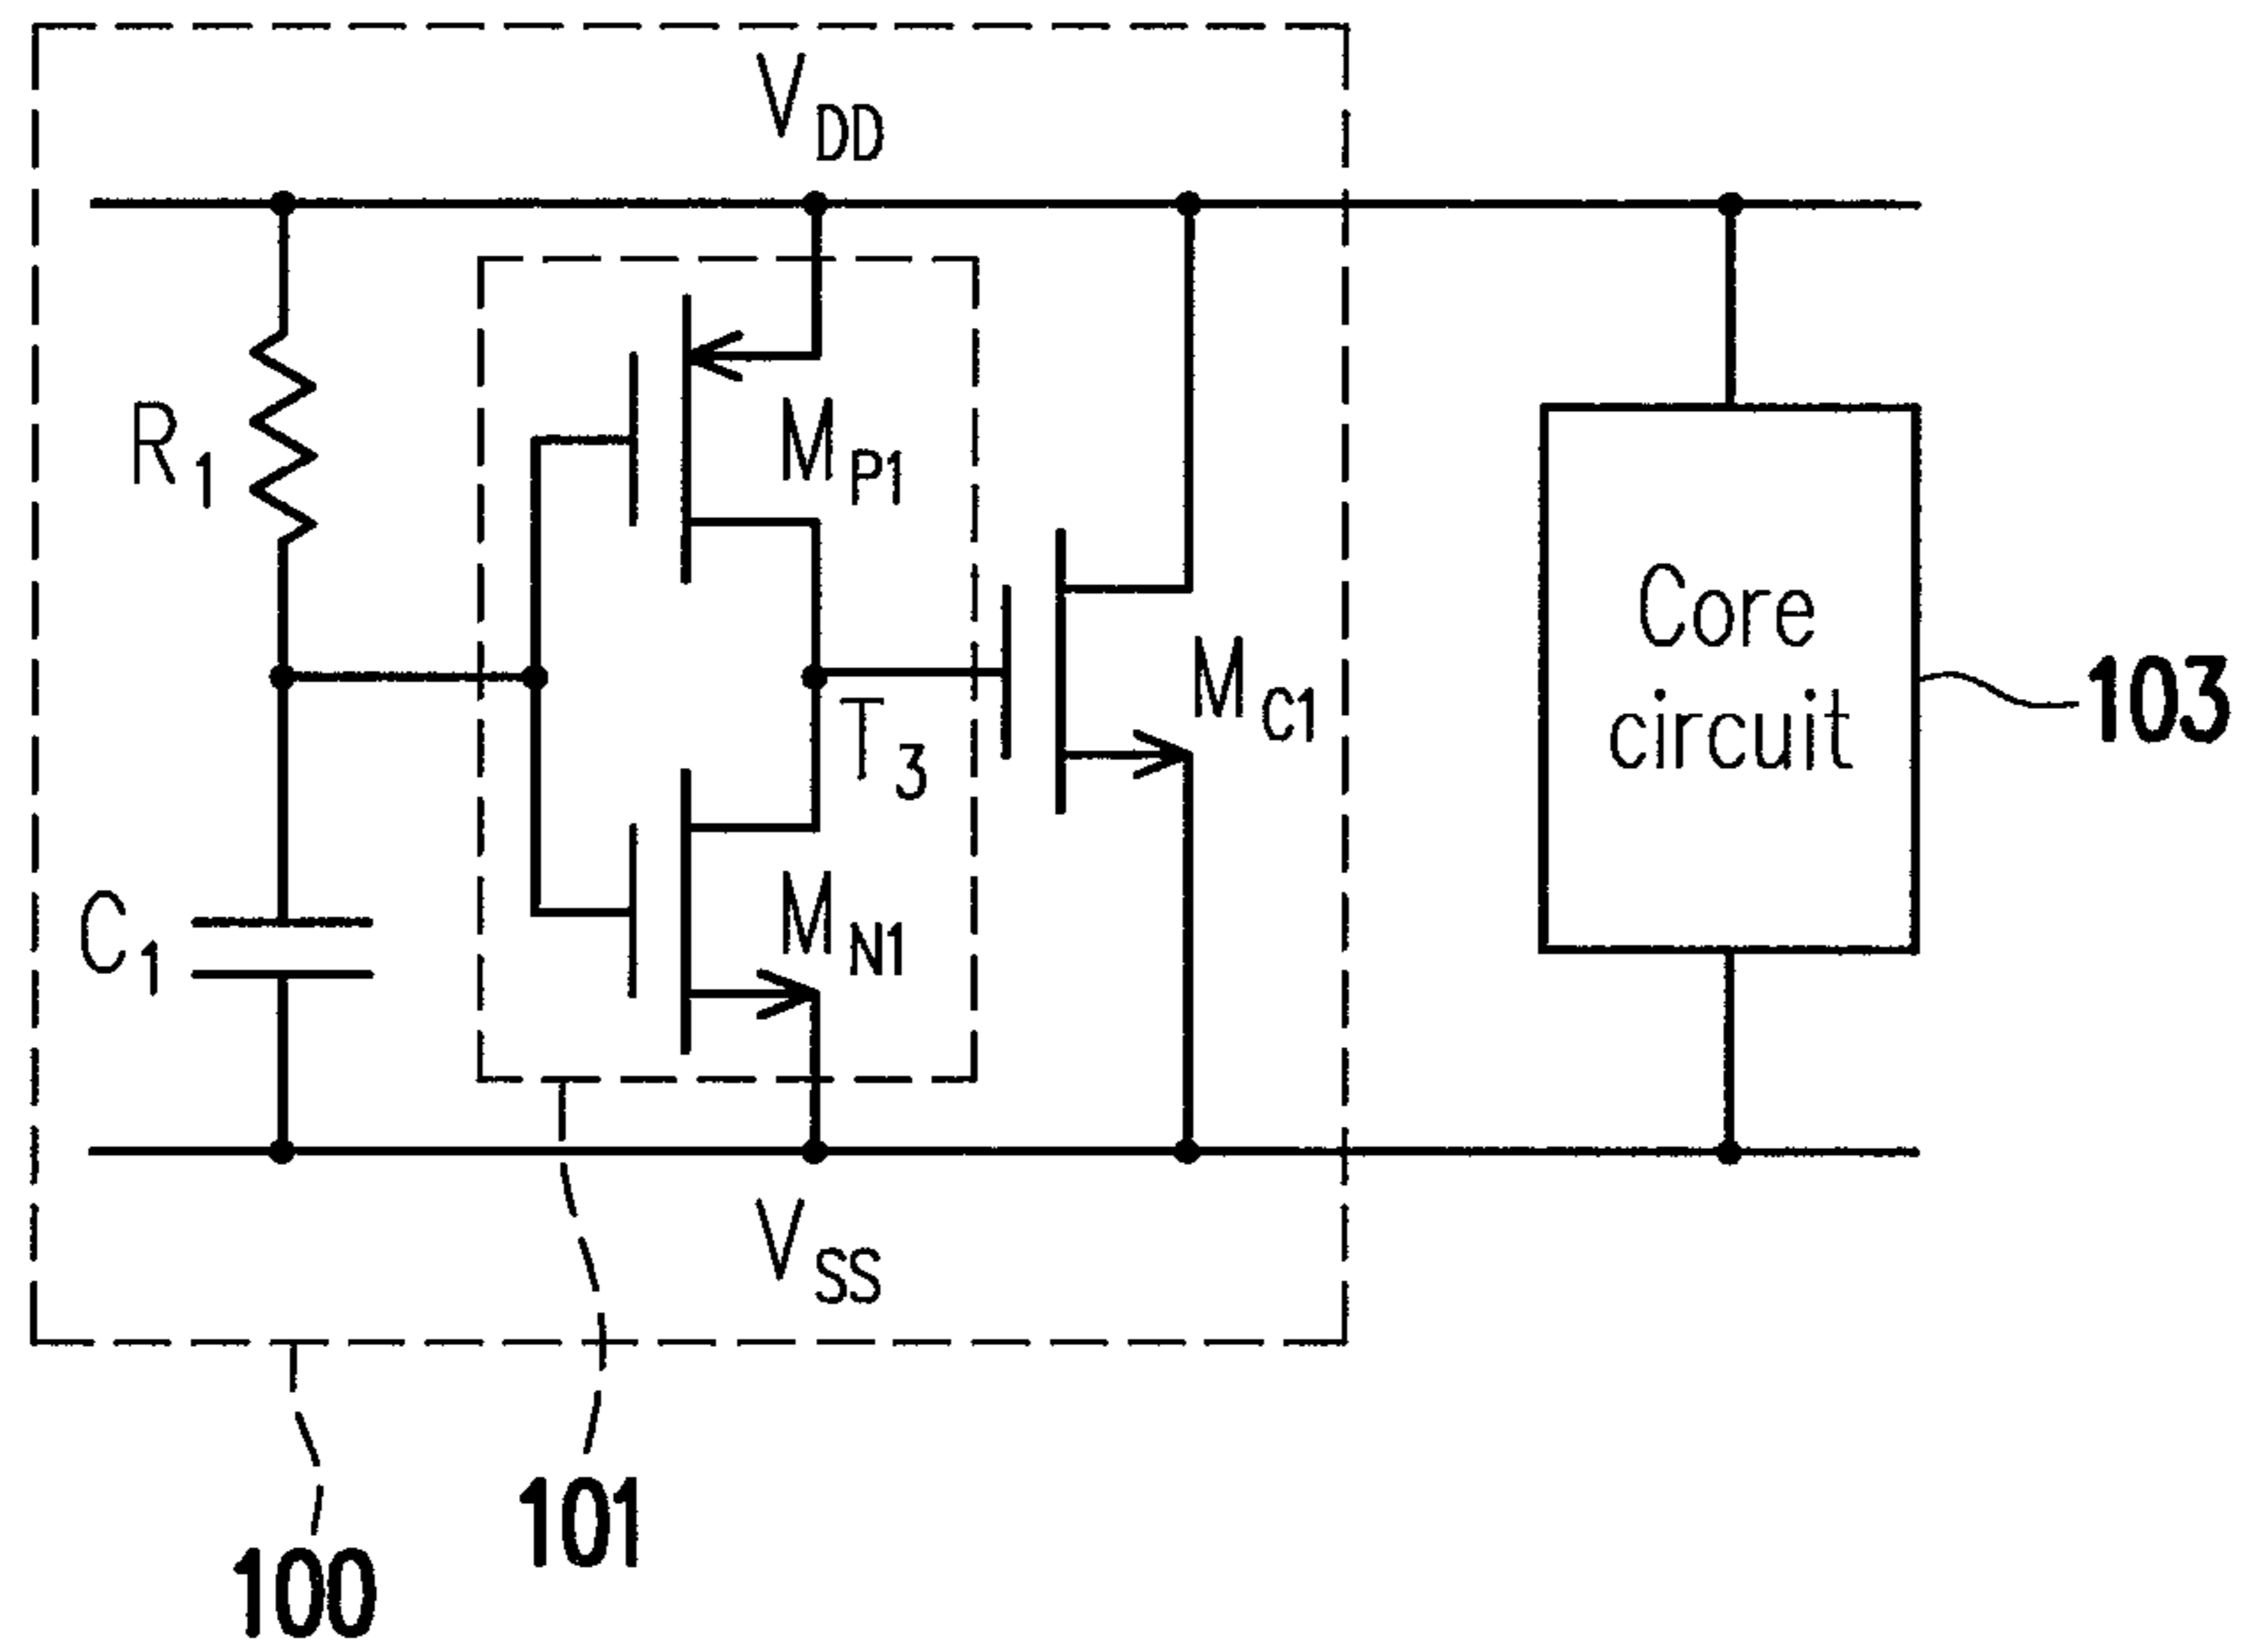 VDD
R1
MP1
Core
circuit
103
MC1
T3
C1
MN1
VSS
101
100